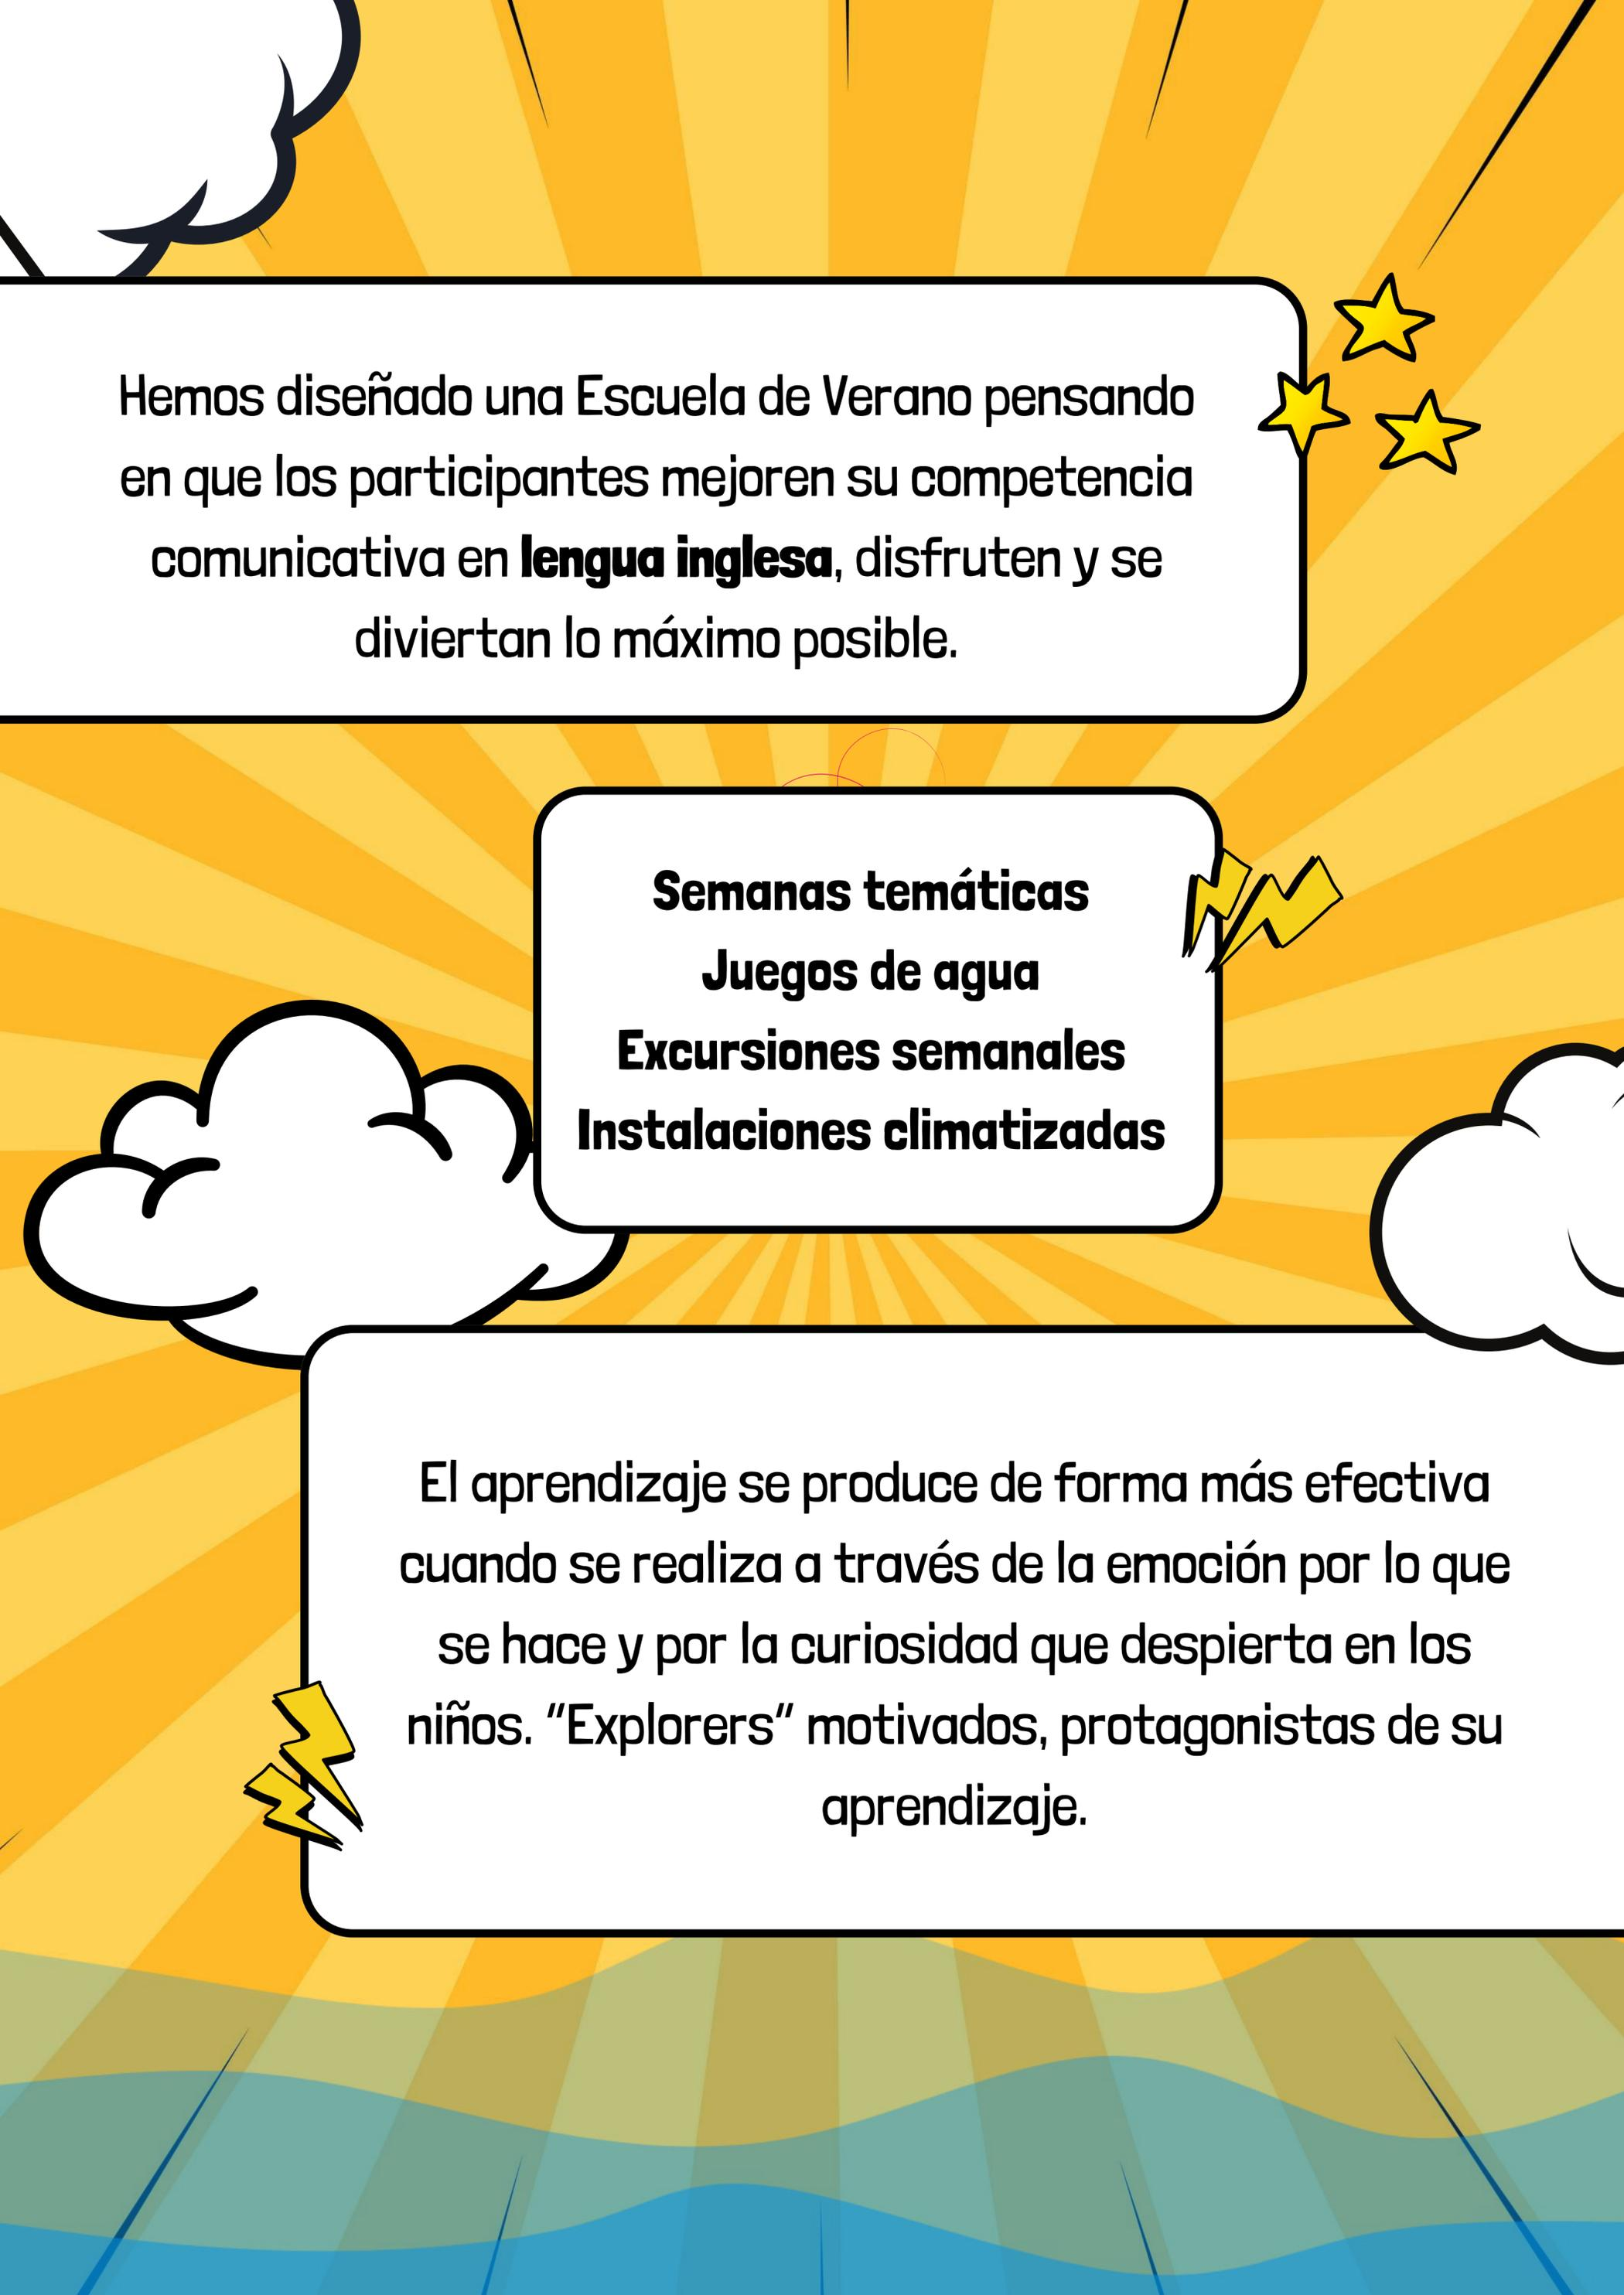 Hemos diseñado una Escuela de Verano pensando
en que los participantes mejoren su competencia
comunicativa en lengua inglesa, disfruten y se
diviertan lo máximo posible.
Semanas temáticas
Juegos de agua
Excursiones semanales
Instalaciones climatizadas
El aprendizaje se produce de forma más efectiva
cuando se realiza a través de la emoción por lo que
se hace y por la curiosidad que despierta en los
niños. “Explorers“ motivados, protagonistas de su
aprendizaje.